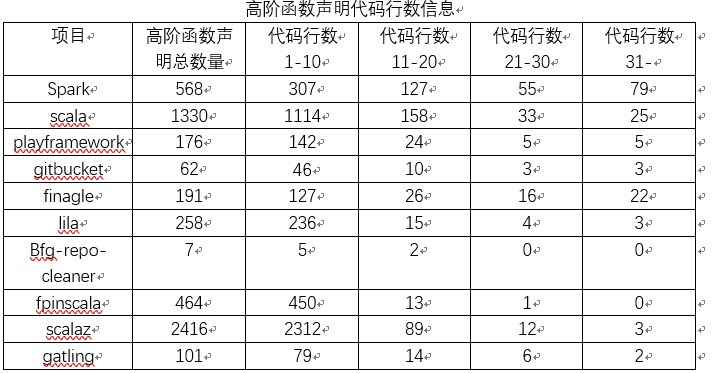 高阶函数声明代码行数信息
项目 高阶函数声明总数量 代码行数 1-10 代码行数 11-20 代码行数 21-30 代码行数 31-
Spark 568 307 127 55 79
scala 1330 1114 158 33 25
playframework 176 142 24 5 5
gitbucket 62 46 10 3 3
finagle 191 127 26 16 22
lila 258 236 15 4 3
Bfg-repo-cleaner 7 5 2 0 0
fpinscala 464 450 13 1 0
scalaz 2416 2312 89 12 3
gatling 101 79 14 6 2